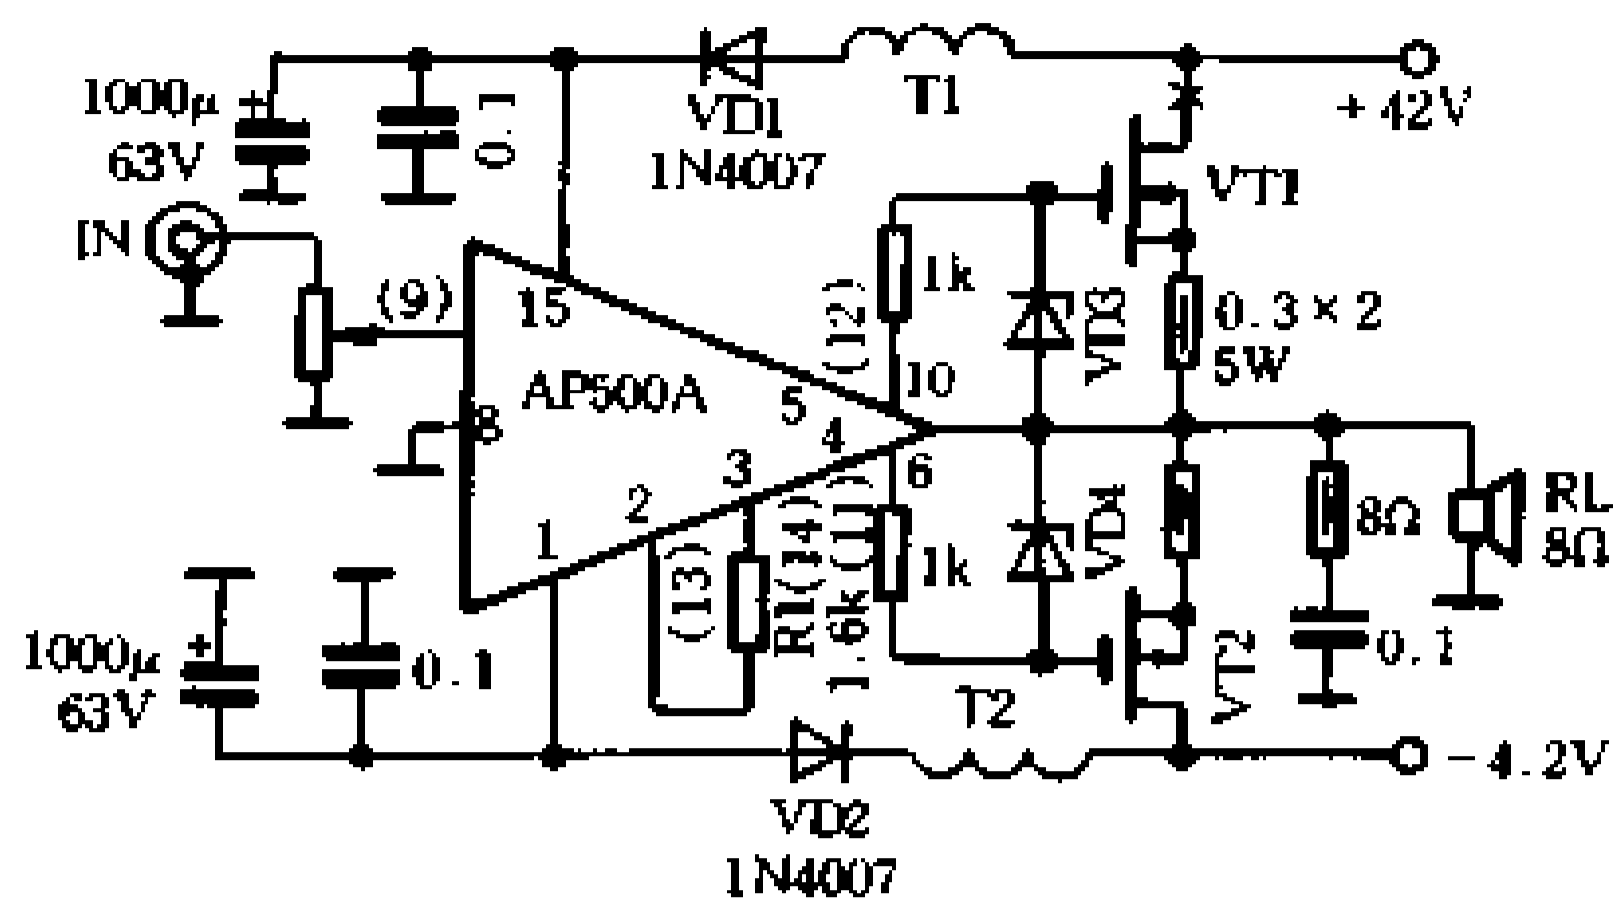 1000μ
63V
+
0.1
VD1
1N4007
T1
+42V
IN
(9)
15
AP500A
8
5
4
3
2
1
10
6
(12)
1k
VD3
VT1
0.3×2
5W
(13)
R1(14)
1.6k(11)
1k
VD4
8Ω
RL
8Ω
1000μ
63V
+
0.1
VT2
0.1
T2
-4.2V
VD2
1N4007